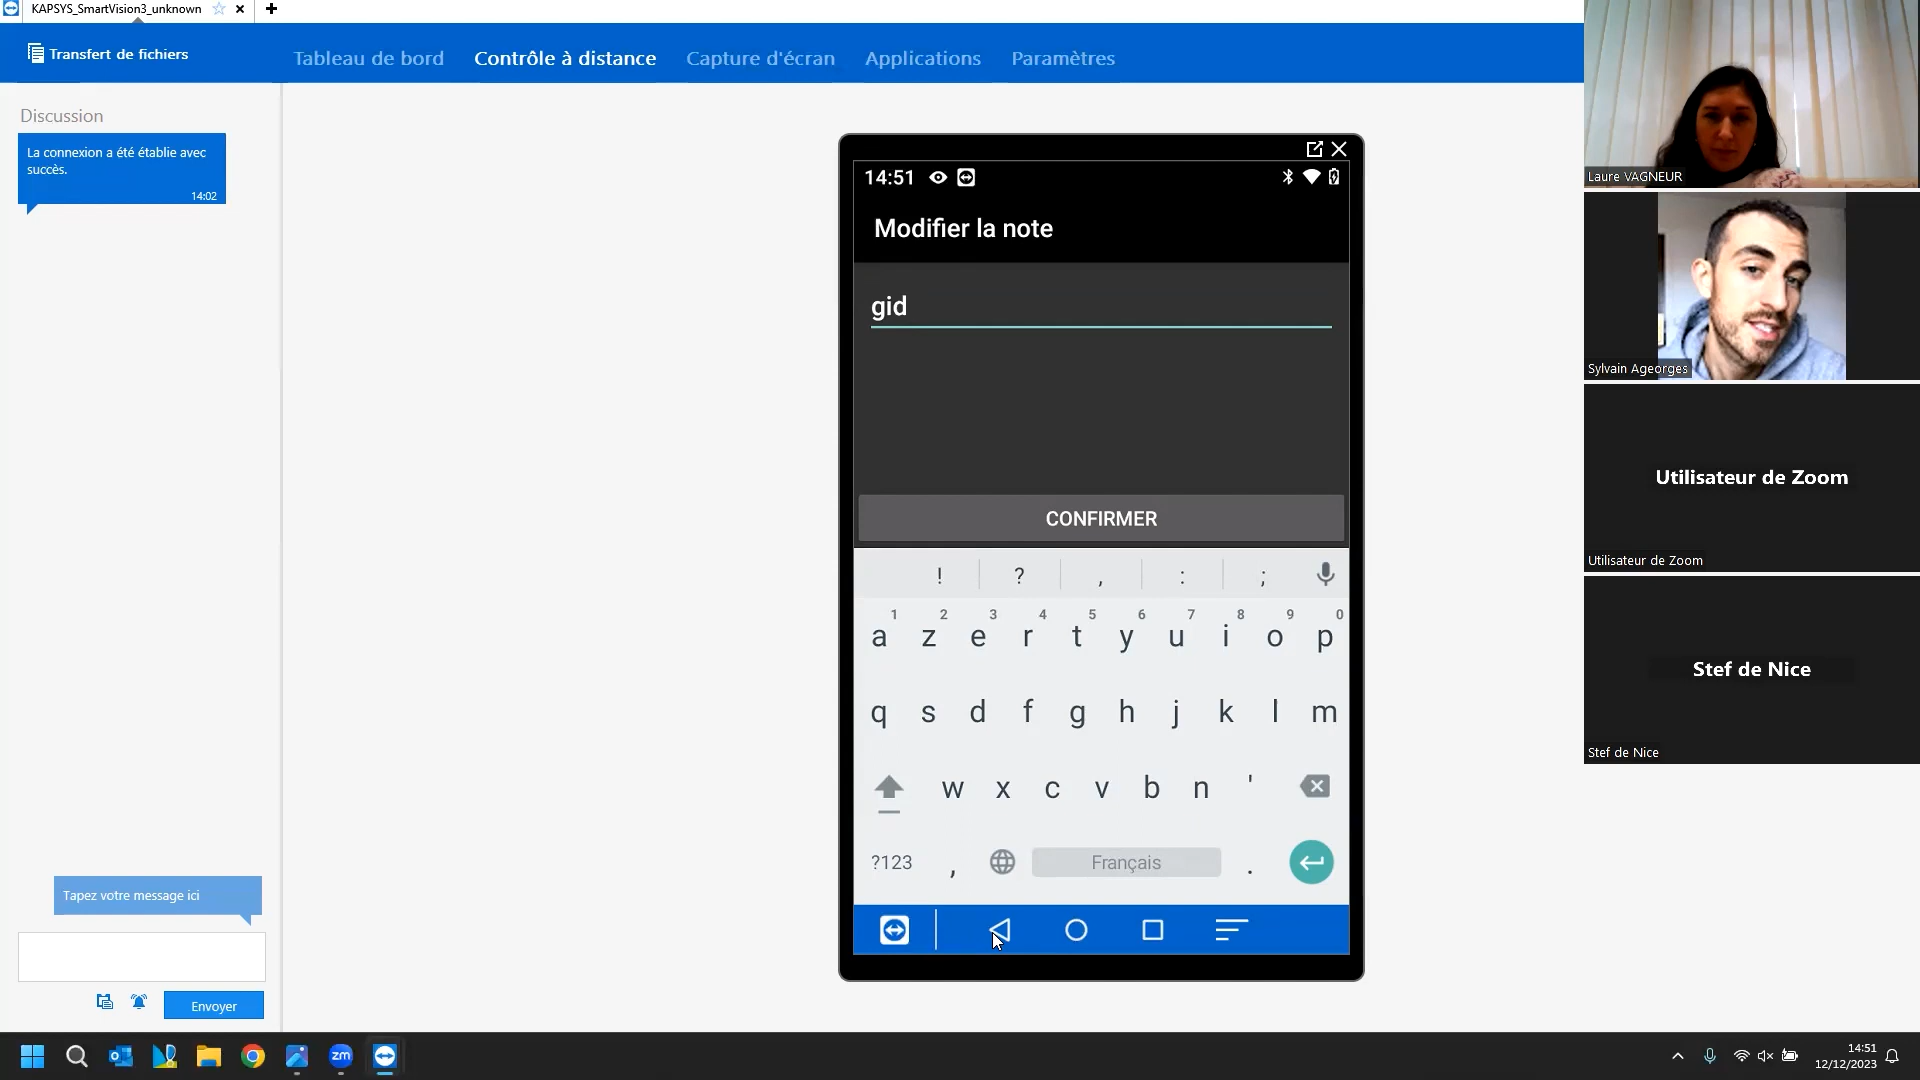 KAPSYS_SmartVision3_unknown
Transfert de fichiers
Tableau de bord
Contrôle à distance
Capture d'écran
Applications
Paramètres
Discussion
La connexion a été établie avec
succès.
14:02
14:51
Modifier la note
gid
CONFIRMER
! ? , : ;
1 2 3 4 5 6 7 8 9 0
a z e r t y u i o p
q s d f g h j k l m
w x c v b n '
?123 , Français .
Tapez votre message ici
Envoyer
Laure VAGNEUR
Sylvain Ageorges
Utilisateur de Zoom
Utilisateur de Zoom
Stef de Nice
Stef de Nice
zm
14:51
12/12/2023